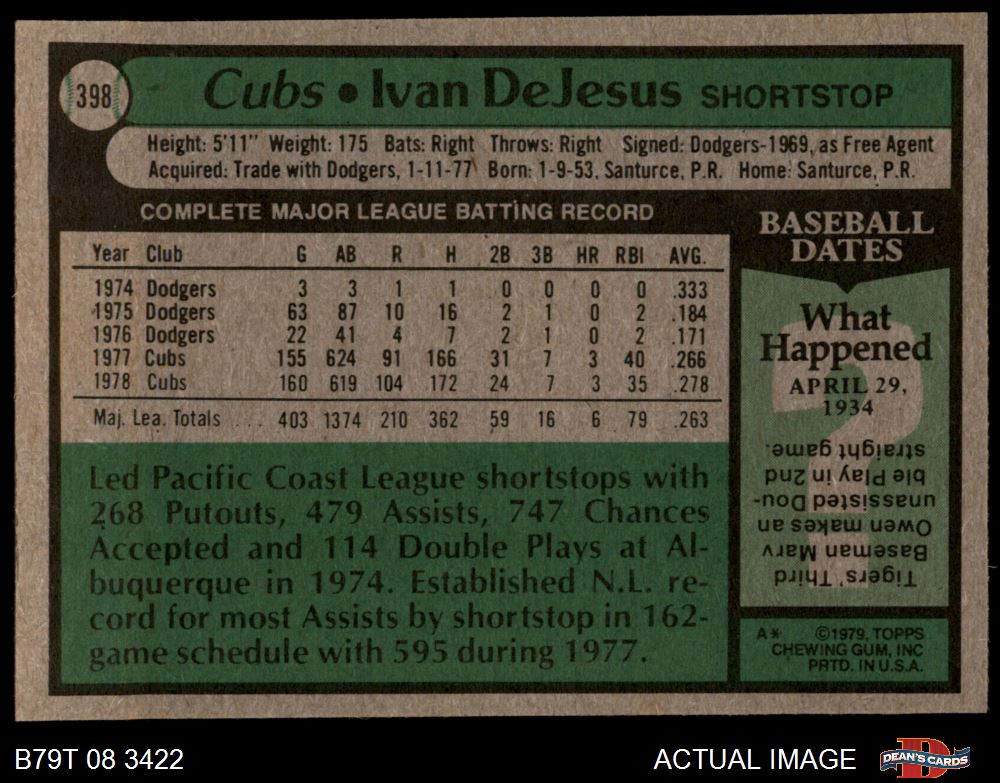 398
Cubs • Ivan DeJesus SHORTSTOP
Height: 5'11" Weight: 175 Bats: Right Throws: Right Signed: Dodgers-1969, as Free Agent
Acquired: Trade with Dodgers, 1-11-77 Born: 1-9-53, Santurce, P.R. Home: Santurce, P.R.
COMPLETE MAJOR LEAGUE BATTING RECORD
Year Club G AB R H 2B 3B HR RBI AVG.
1974 Dodgers 3 3 1 1 0 0 0 0 .333
1975 Dodgers 63 87 10 16 2 1 0 2 .184
1976 Dodgers 22 41 4 7 2 1 0 2 .171
1977 Cubs 155 624 91 166 31 7 3 40 .266
1978 Cubs 160 619 104 172 24 7 3 35 .278
Maj. Lea. Totals ... 403 1374 210 362 59 16 6 79 .263
Led Pacific Coast League shortstops with
268 Putouts, 479 Assists, 747 Chances
Accepted and 114 Double Plays at Al-
buquerque in 1974. Established N.L. re-
cord for most Assists by shortstop in 162-
game schedule with 595 during 1977.
BASEBALL
DATES
What
Happened
APRIL 29,
1934
Tigers' Third
Baseman Marv
Owen makes an
unassisted Dou-
ble Play in 2nd
straight game.
A* ©1979, TOPPS
CHEWING GUM, INC
PRTD. IN U.S.A.
B79T 08 3422
ACTUAL IMAGE
DEAN'S CARDS